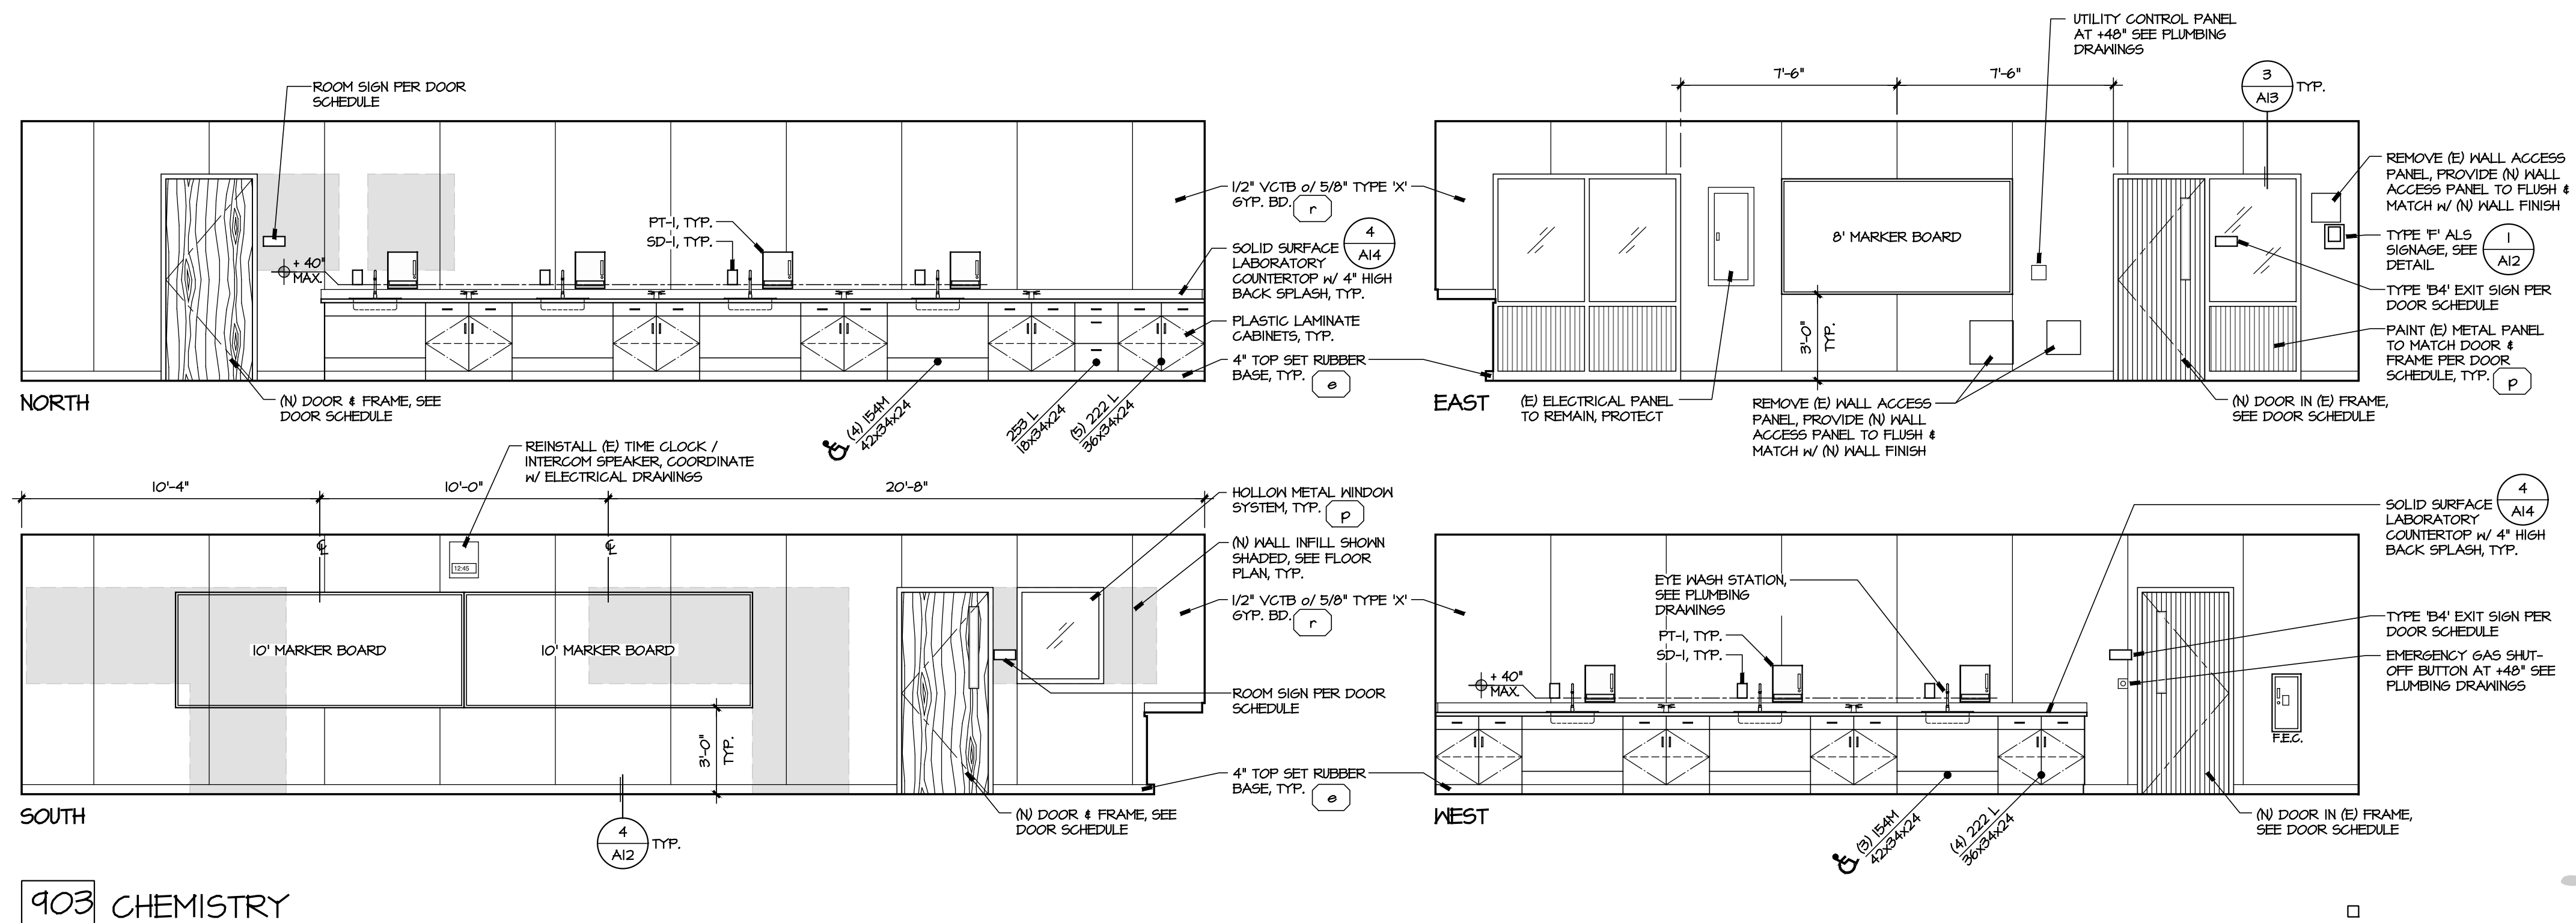 ROOM SIGN PER DOOR
SCHEDULE
PT-1, TYP.
SD-1, TYP.
+ 40"
MAX.
1/2" VCTB o/ 5/8" TYPE 'X'
GYP. BD.
r
SOLID SURFACE
LABORATORY
COUNTERTOP w/ 4" HIGH
BACK SPLASH, TYP.
4
A14
PLASTIC LAMINATE
CABINETS, TYP.
4" TOP SET RUBBER
BASE, TYP.
e
NORTH
(N) DOOR & FRAME, SEE
DOOR SCHEDULE
(4) 154M
42x34x24
253 L
18x34x24
(5) 222 L
36x34x24
UTILITY CONTROL PANEL
AT +48" SEE PLUMBING
DRAWINGS
7'-6"
7'-6"
3
A13
TYP.
8' MARKER BOARD
3'-0"
TYP.
REMOVE (E) WALL ACCESS
PANEL, PROVIDE (N) WALL
ACCESS PANEL TO FLUSH &
MATCH w/ (N) WALL FINISH
TYPE 'F' ALS
SIGNAGE, SEE
DETAIL
1
A12
TYPE 'B4' EXIT SIGN PER
DOOR SCHEDULE
PAINT (E) METAL PANEL
TO MATCH DOOR &
FRAME PER DOOR
SCHEDULE, TYP.
p
EAST
(E) ELECTRICAL PANEL
TO REMAIN, PROTECT
REMOVE (E) WALL ACCESS
PANEL, PROVIDE (N) WALL
ACCESS PANEL TO FLUSH &
MATCH w/ (N) WALL FINISH
(N) DOOR IN (E) FRAME,
SEE DOOR SCHEDULE
REINSTALL (E) TIME CLOCK /
INTERCOM SPEAKER, COORDINATE
w/ ELECTRICAL DRAWINGS
10'-4"
10'-0"
20'-8"
12:45
10' MARKER BOARD
10' MARKER BOARD
3'-0"
TYP.
HOLLOW METAL WINDOW
SYSTEM, TYP.
p
(N) WALL INFILL SHOWN
SHADED, SEE FLOOR
PLAN, TYP.
1/2" VCTB o/ 5/8" TYPE 'X'
GYP. BD.
r
ROOM SIGN PER DOOR
SCHEDULE
4" TOP SET RUBBER
BASE, TYP.
e
SOUTH
4
A12
TYP.
(N) DOOR & FRAME, SEE
DOOR SCHEDULE
EYE WASH STATION,
SEE PLUMBING
DRAWINGS
PT-1, TYP.
SD-1, TYP.
+ 40"
MAX.
SOLID SURFACE
LABORATORY
COUNTERTOP w/ 4" HIGH
BACK SPLASH, TYP.
4
A14
TYPE 'B4' EXIT SIGN PER
DOOR SCHEDULE
EMERGENCY GAS SHUT-
OFF BUTTON AT +48" SEE
PLUMBING DRAWINGS
F.E.C.
WEST
(3) 154M
42x34x24
(4) 222 L
36x34x24
(N) DOOR IN (E) FRAME,
SEE DOOR SCHEDULE
903 CHEMISTRY